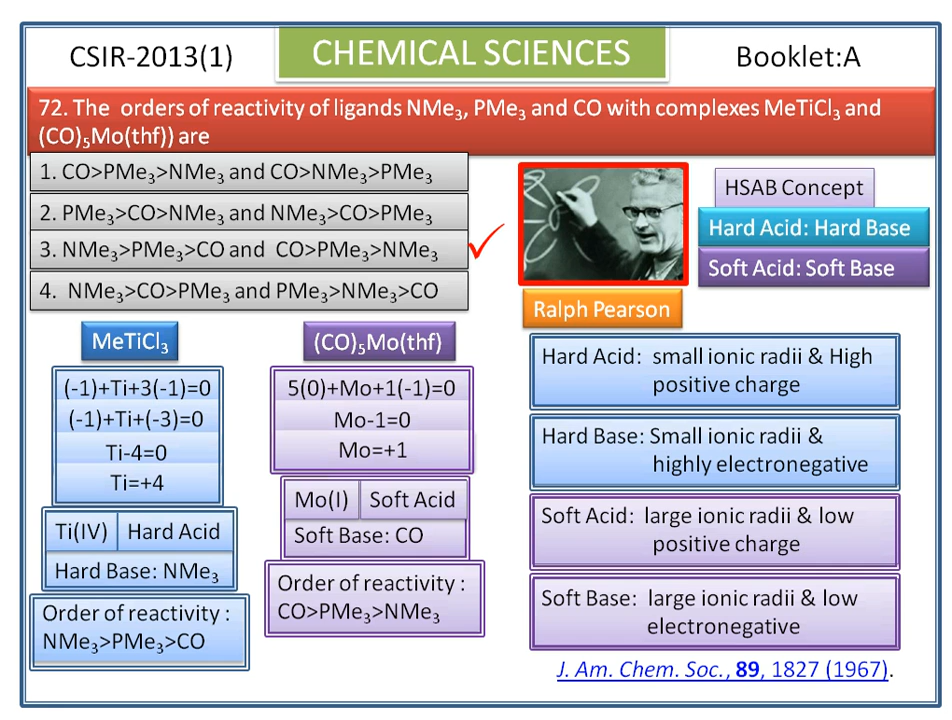 CSIR-2013(1)
CHEMICAL SCIENCES
Booklet:A
72. The orders of reactivity of ligands NMe₃, PMe₃ and CO with complexes MeTiCl₃ and
(CO)₅Mo(thf)) are
1. CO>PMe₃>NMe₃ and CO>NMe₃>PMe₃
2. PMe₃>CO>NMe₃ and NMe₃>CO>PMe₃
3. NMe₃>PMe₃>CO and CO>PMe₃>NMe₃
4. NMe₃>CO>PMe₃ and PMe₃>NMe₃>CO
HSAB Concept
Hard Acid: Hard Base
Soft Acid: Soft Base
Ralph Pearson
MeTiCl₃
(-1)+Ti+3(-1)=0
(-1)+Ti+(-3)=0
Ti-4=0
Ti=+4
Ti(IV) Hard Acid
Hard Base: NMe₃
Order of reactivity :
NMe₃>PMe₃>CO
(CO)₅Mo(thf)
5(0)+Mo+1(-1)=0
Mo-1=0
Mo=+1
Mo(I) Soft Acid
Soft Base: CO
Order of reactivity :
CO>PMe₃>NMe₃
Hard Acid: small ionic radii & High
positive charge
Hard Base: Small ionic radii &
highly electronegative
Soft Acid: large ionic radii & low
positive charge
Soft Base: large ionic radii & low
electronegative
J. Am. Chem. Soc., 89, 1827 (1967).